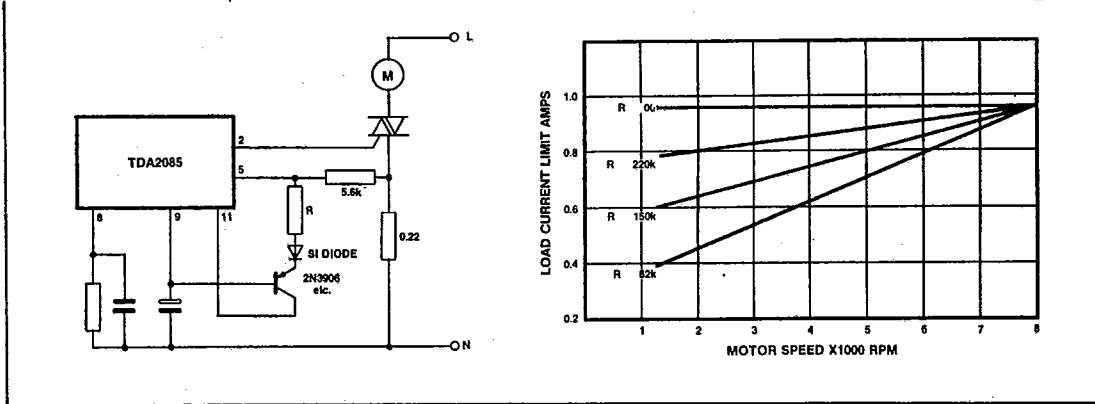 L
M
TDA2085
2
5
5.6k
R
8
9
11
SI DIODE
2N3906
etc.
0.22
N
LOAD CURRENT LIMIT AMPS
1.0
0.8
0.6
0.4
0.2
R 00
R 220k
R 150k
R 82k
1 2 3 4 5 6 7 8
MOTOR SPEED X1000 RPM